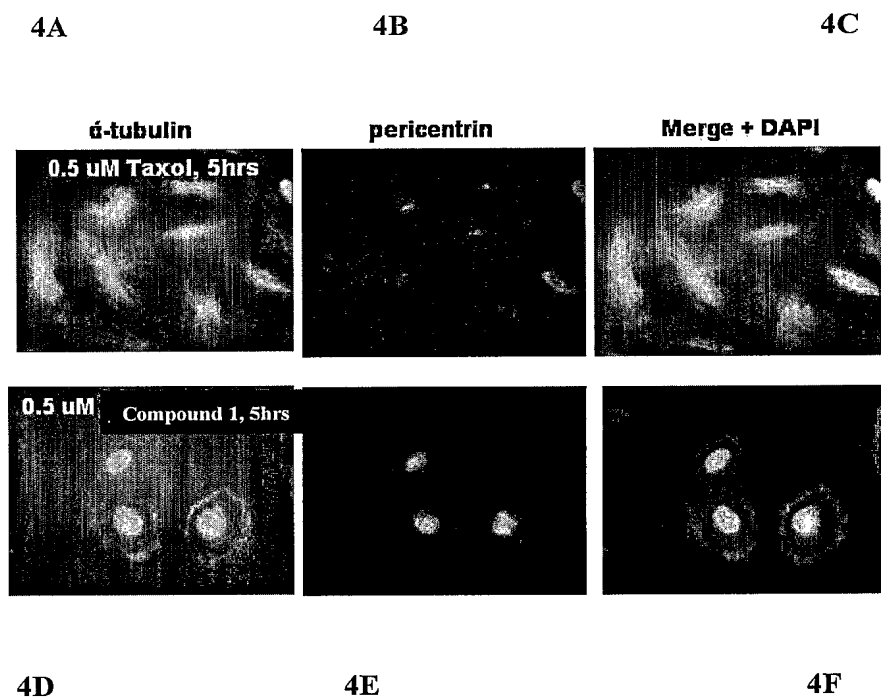 4A 4B 4C
ά-tubulin pericentrin Merge + DAPI
0.5 uM Taxol, 5hrs
0.5 uM Compound 1, 5hrs
4D 4E 4F